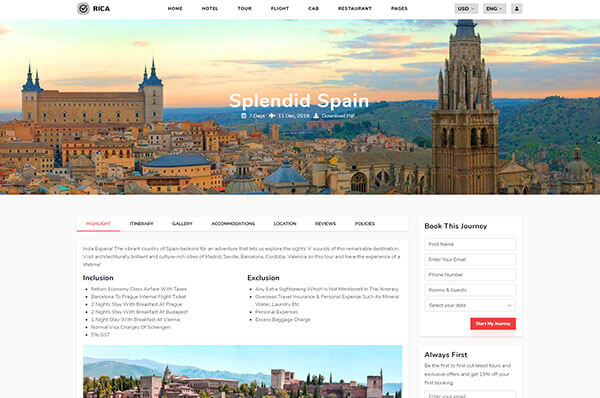 RICA
HOME HOTEL TOUR FLIGHT CAB RESTAURANT PAGES
USD ENG
Splendid Spain
7 Days 11 Dec, 2019 Download Pdf
HIGHLIGHT ITINERARY GALLERY ACCOMMODATIONS LOCATION REVIEWS POLICIES
Hola Espana! The vibrant country of Spain beckons for an adventure that lets us explore the nights 'n' sounds of this remarkable destination.
Visit architechturally brilliant and culture-rich cities of Madrid, Seville, Barcelona, Cordoba, Valencia on this tour and have the experience of a
lifetime!
Inclusion
Return Economy Class Airfare With Taxes
Barcelona To Prague Internal Flight Ticket
2 Nights Stay With Breakfast At Prague
2 Nights Stay With Breakfast At Budapest
1 Night Stay With Breakfast At Vienna
Normal Visa Charges Of Schengen
5% GST
Exclusion
Any Extra Sightseeing Which Is Not Mentioned In The Itinerary
Overseas Travel Insurance & Personal Expense Such As Mineral
Water, Laundry Etc.
Personal Expenses
Excess Baggage Charge
Book This Journey
First Name
Enter Your Email
Phone Number
Rooms & Guests
Select your date
Start My Journey
Always First
Be the first to find out latest tours and
exclusive offers and get 15% off your
first booking.
Enter your email